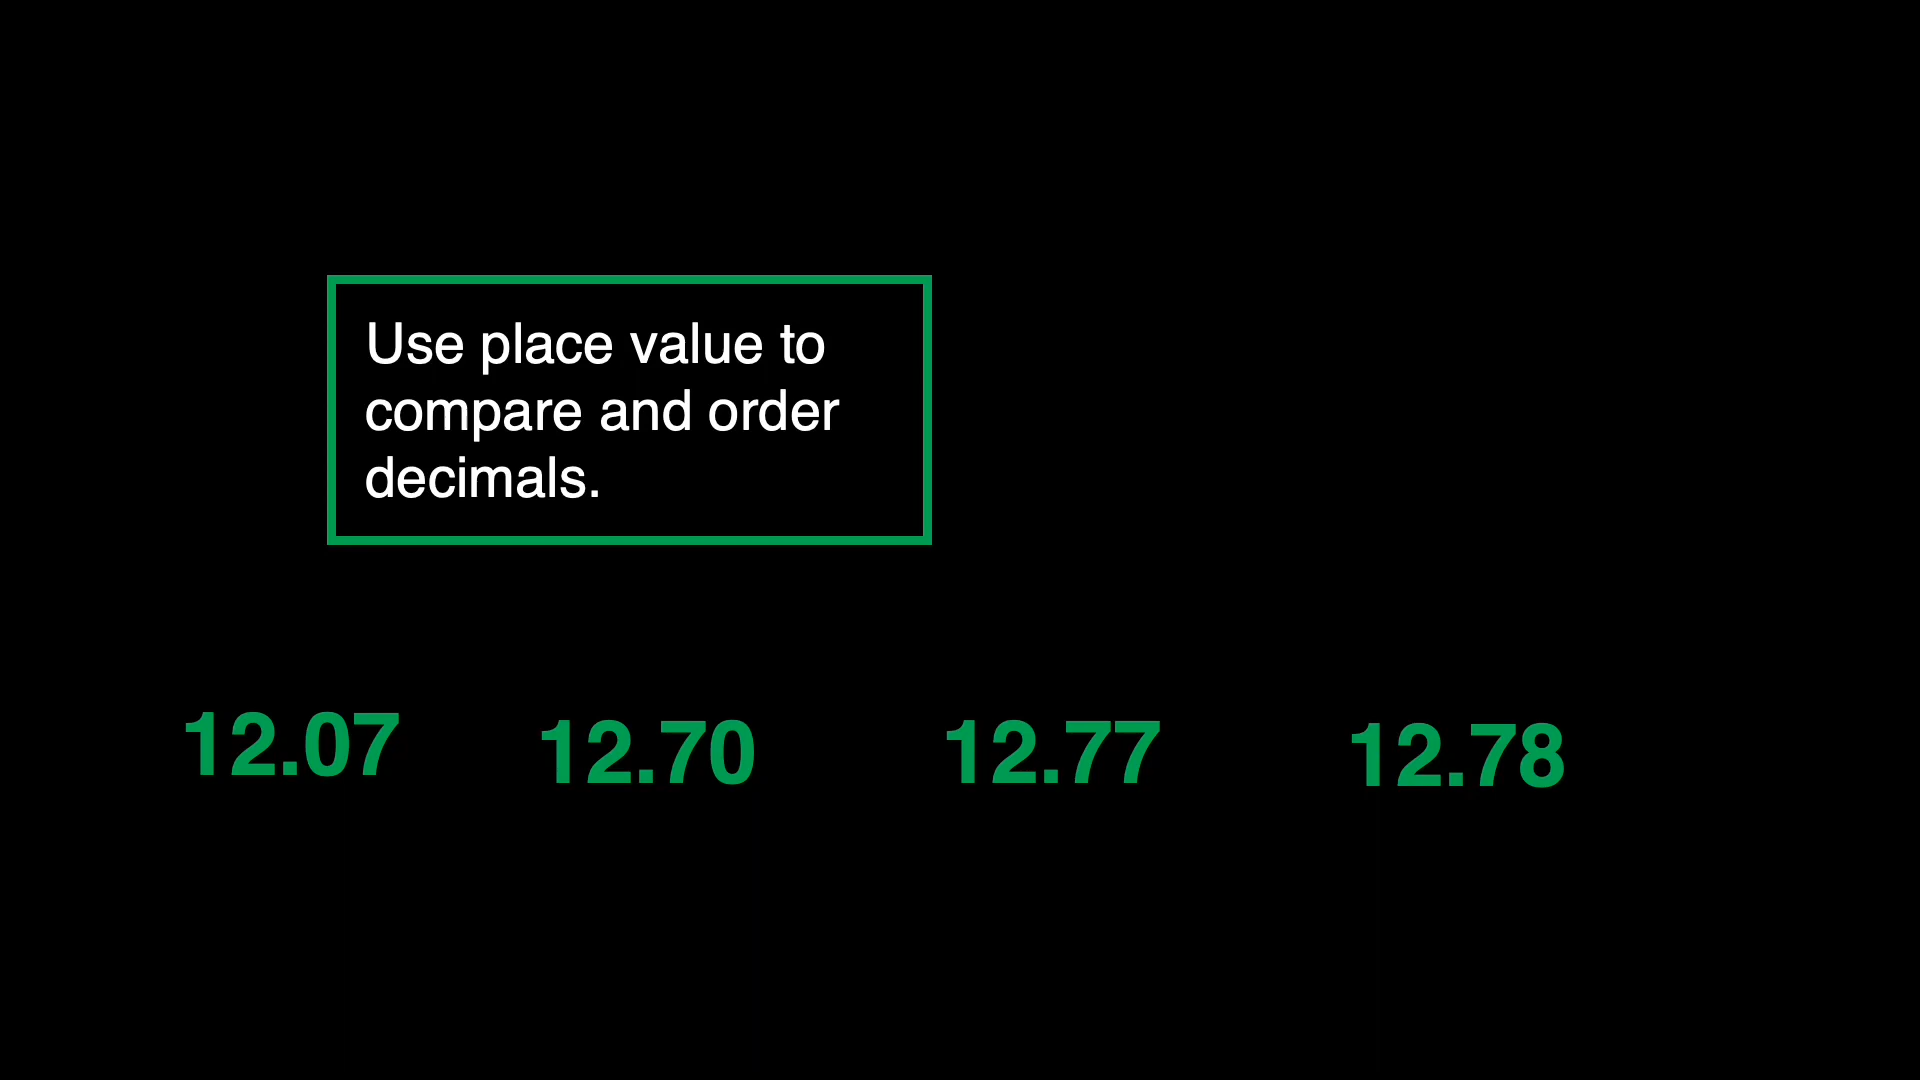 Use place value to
compare and order
decimals.
12.07 12.70 12.77 12.78